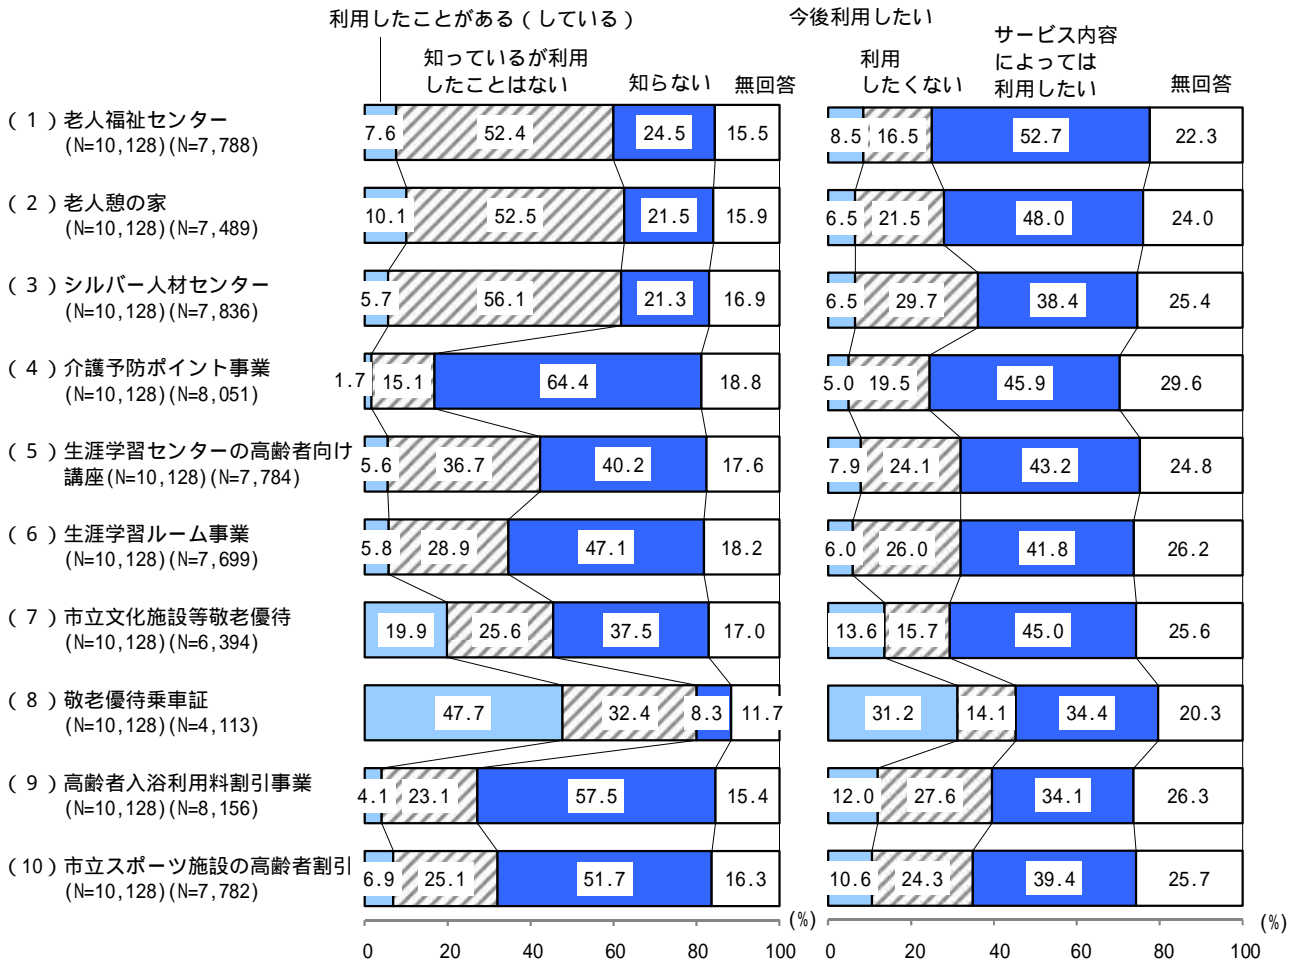 利用したことがある(している)
今後利用したい
知っているが利用
したことはない
知らない
無回答
利用
したくない
サービス内容
によっては
利用したい
無回答
(1)老人福祉センター
(N=10,128)(N=7,788)
7.6 52.4 24.5 15.5 8.5 16.5 52.7 22.3
(2)老人憩の家
(N=10,128)(N=7,489)
10.1 52.5 21.5 15.9 6.5 21.5 48.0 24.0
(3)シルバー人材センター
(N=10,128)(N=7,836)
5.7 56.1 21.3 16.9 6.5 29.7 38.4 25.4
(4)介護予防ポイント事業
(N=10,128)(N=8,051)
1.7 15.1 64.4 18.8 5.0 19.5 45.9 29.6
(5)生涯学習センターの高齢者向け
講座(N=10,128)(N=7,784)
5.6 36.7 40.2 17.6 7.9 24.1 43.2 24.8
(6)生涯学習ルーム事業
(N=10,128)(N=7,699)
5.8 28.9 47.1 18.2 6.0 26.0 41.8 26.2
(7)市立文化施設等敬老優待
(N=10,128)(N=6,394)
19.9 25.6 37.5 17.0 13.6 15.7 45.0 25.6
(8)敬老優待乗車証
(N=10,128)(N=4,113)
47.7 32.4 8.3 11.7 31.2 14.1 34.4 20.3
(9)高齢者入浴利用料割引事業
(N=10,128)(N=8,156)
4.1 23.1 57.5 15.4 12.0 27.6 34.1 26.3
(10)市立スポーツ施設の高齢者割引
(N=10,128)(N=7,782)
6.9 25.1 51.7 16.3 10.6 24.3 39.4 25.7
(%) (%)
0 20 40 60 80 100 0 20 40 60 80 100